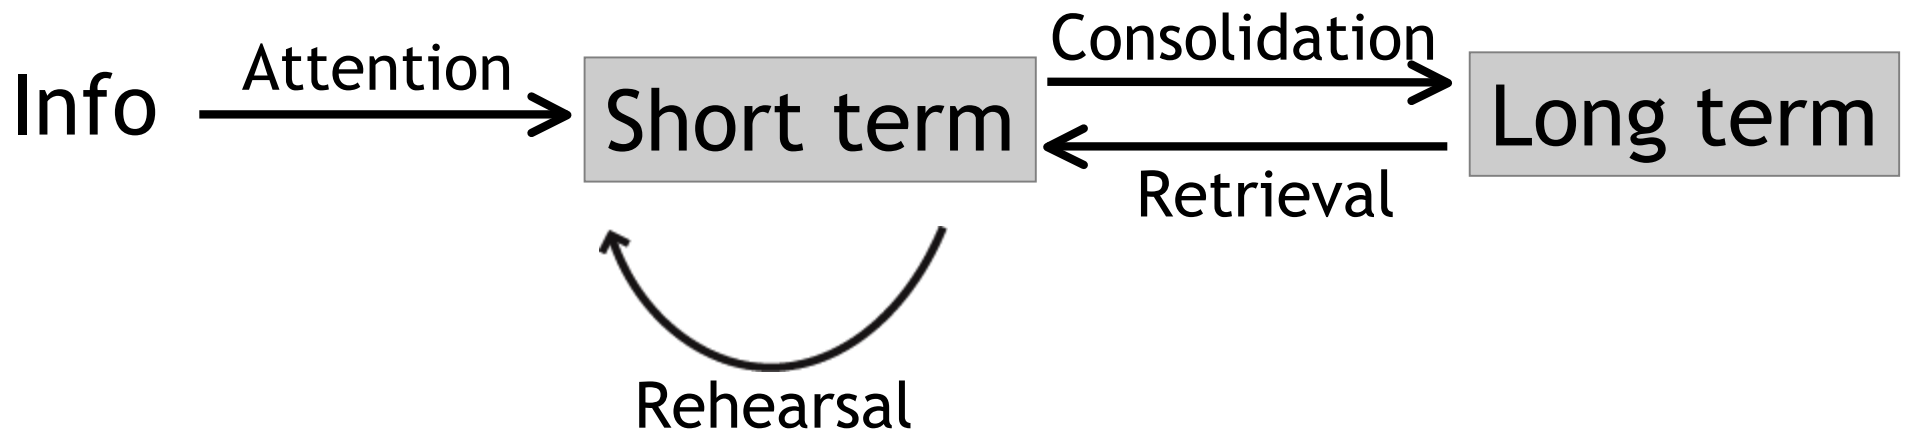 Info
Attention
Short term
Consolidation
Retrieval
Long term
Rehearsal